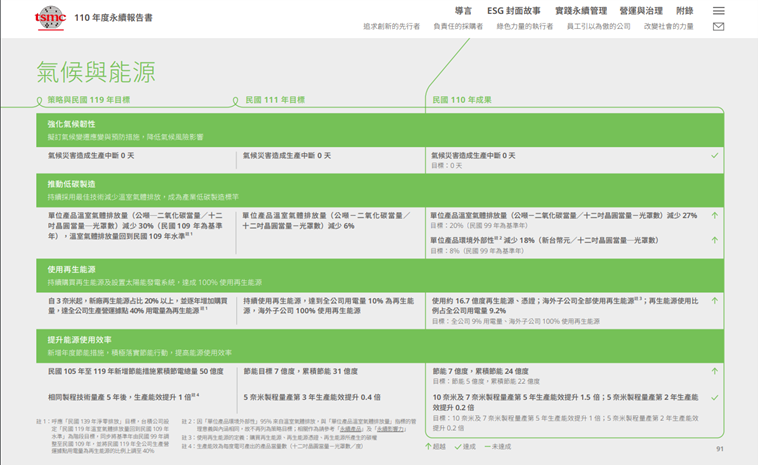 tsmc
110 年度永續報告書
導言 ESG 封面故事 實踐永續管理 營運與治理 附錄
追求創新的先行者 負責任的採購者 綠色力量的執行者 員工引以為傲的公司 改變社會的力量
氣候與能源
策略與民國 119 年目標
民國 111 年目標
民國 110 年成果
強化氣候韌性
擬訂氣候變遷應變與預防措施，降低氣候風險影響
氣候災害造成生產中斷 0 天
氣候災害造成生產中斷 0 天
氣候災害造成生產中斷 0 天
目標：0 天
推動低碳製造
持續採用最佳技術減少溫室氣體排放，成為產業低碳製造標竿
單位產品溫室氣體排放量（公噸－二氧化碳當量／十二
吋晶圓當量－光罩數）減少 30%（民國 109 年為基準
年），溫室氣體排放量回到民國 109 年水準註 1
單位產品溫室氣體排放量（公噸－二氧化碳當量／
十二吋晶圓當量－光罩數）減少 6%
單位產品溫室氣體排放量（公噸－二氧化碳當量／十二吋晶圓當量－光罩數）減少 27%
目標：20%（民國 99 年為基準年）
單位產品環境外部性註 2 減少 18%（新台幣元／十二吋晶圓當量－光罩數）
目標：8%（民國 99 年為基準年）
使用再生能源
持續購買再生能源及設置太陽能發電系統，達成 100% 使用再生能源
自 3 奈米起，新廠再生能源占比 20% 以上，並逐年增加購買
量，達全公司生產營運據點 40% 用電量為再生能源註 1
持續使用再生能源，達到全公司用電量 10% 為再生能
源，海外子公司 100% 使用再生能源
使用約 16.7 億度再生能源、憑證；海外子公司全部使用再生能源註 3；再生能源使用比
例占全公司用電量 9.2%
目標：全公司 9% 用電量、海外子公司 100% 使用再生能源
提升能源使用效率
新增年度節能措施，積極落實節能行動，提高能源使用效率
民國 105 年至 119 年新增節能措施累積節電總量 50 億度
節能目標 7 億度，累積節能 31 億度
節能 7 億度，累積節能 24 億度
目標：節能 5 億度，累積節能 22 億度
相同製程技術量產 5 年後，生產能效提升 1 倍註 4
5 奈米製程量產第 3 年生產能效提升 0.4 倍
10 奈米及 7 奈米製程量產第 5 年生產能效提升 1.5 倍；5 奈米製程量產第 2 年生產能
效提升 0.2 倍
目標：10 奈米及 7 奈米製程量產第 5 年生產能效提升 1 倍；5 奈米製程量產第 2 年生產能效
提升 0.2 倍
註 1：呼應「民國 139 年淨零排放」目標，台積公司設
定「民國 119 年溫室氣體排放量回到民國 109 年
水準」為階段目標，同步將基準年由民國 99 年調
整至民國 109 年，並將民國 119 年全公司生產營
運據點用電量為再生能源的比例上調至 40%
註 2：因「單位產品環境外部性」95% 來自溫室氣體排放，與「單位產品溫室氣體排放量」指標的管
理意義與內涵相同，故不再列為策略目標；相關作為請參考「永續產品」及「永續影響力」
註 3：使用再生能源的定義：購買再生能源、再生能源憑證、再生能源所產生的碳權
註 4：生產能效為每度電可產出的產品當量數（十二吋晶圓當量－光罩數／度）
↑ 超越 ✓ 達成 － 未達成
91